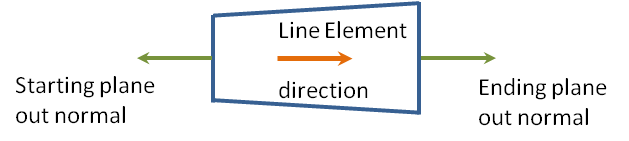 Line Element
direction
Starting plane
out normal
Ending plane
out normal